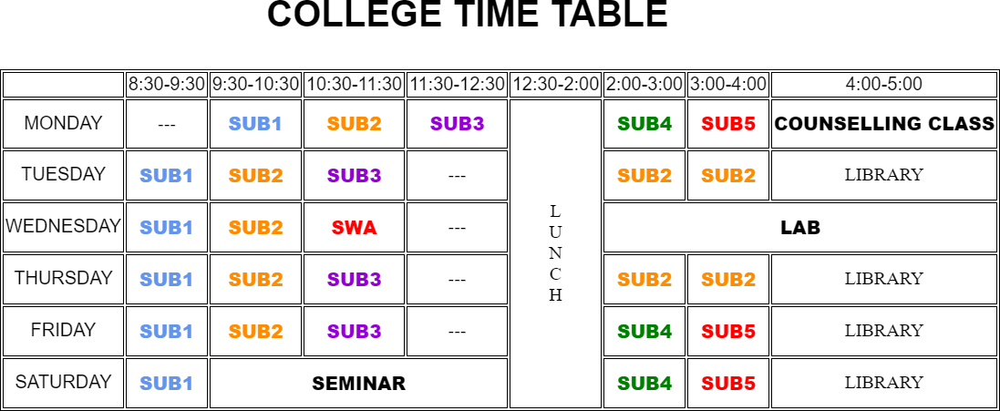 COLLEGE TIME TABLE
8:30-9:30 9:30-10:30 10:30-11:30 11:30-12:30 12:30-2:00 2:00-3:00 3:00-4:00 4:00-5:00
MONDAY --- SUB1 SUB2 SUB3 SUB4 SUB5 COUNSELLING CLASS
TUESDAY SUB1 SUB2 SUB3 --- SUB2 SUB2 LIBRARY
WEDNESDAY SUB1 SUB2 SWA --- LAB
THURSDAY SUB1 SUB2 SUB3 --- SUB2 SUB2 LIBRARY
FRIDAY SUB1 SUB2 SUB3 --- SUB4 SUB5 LIBRARY
SATURDAY SUB1 SEMINAR SUB4 SUB5 LIBRARY
L
U
N
C
H